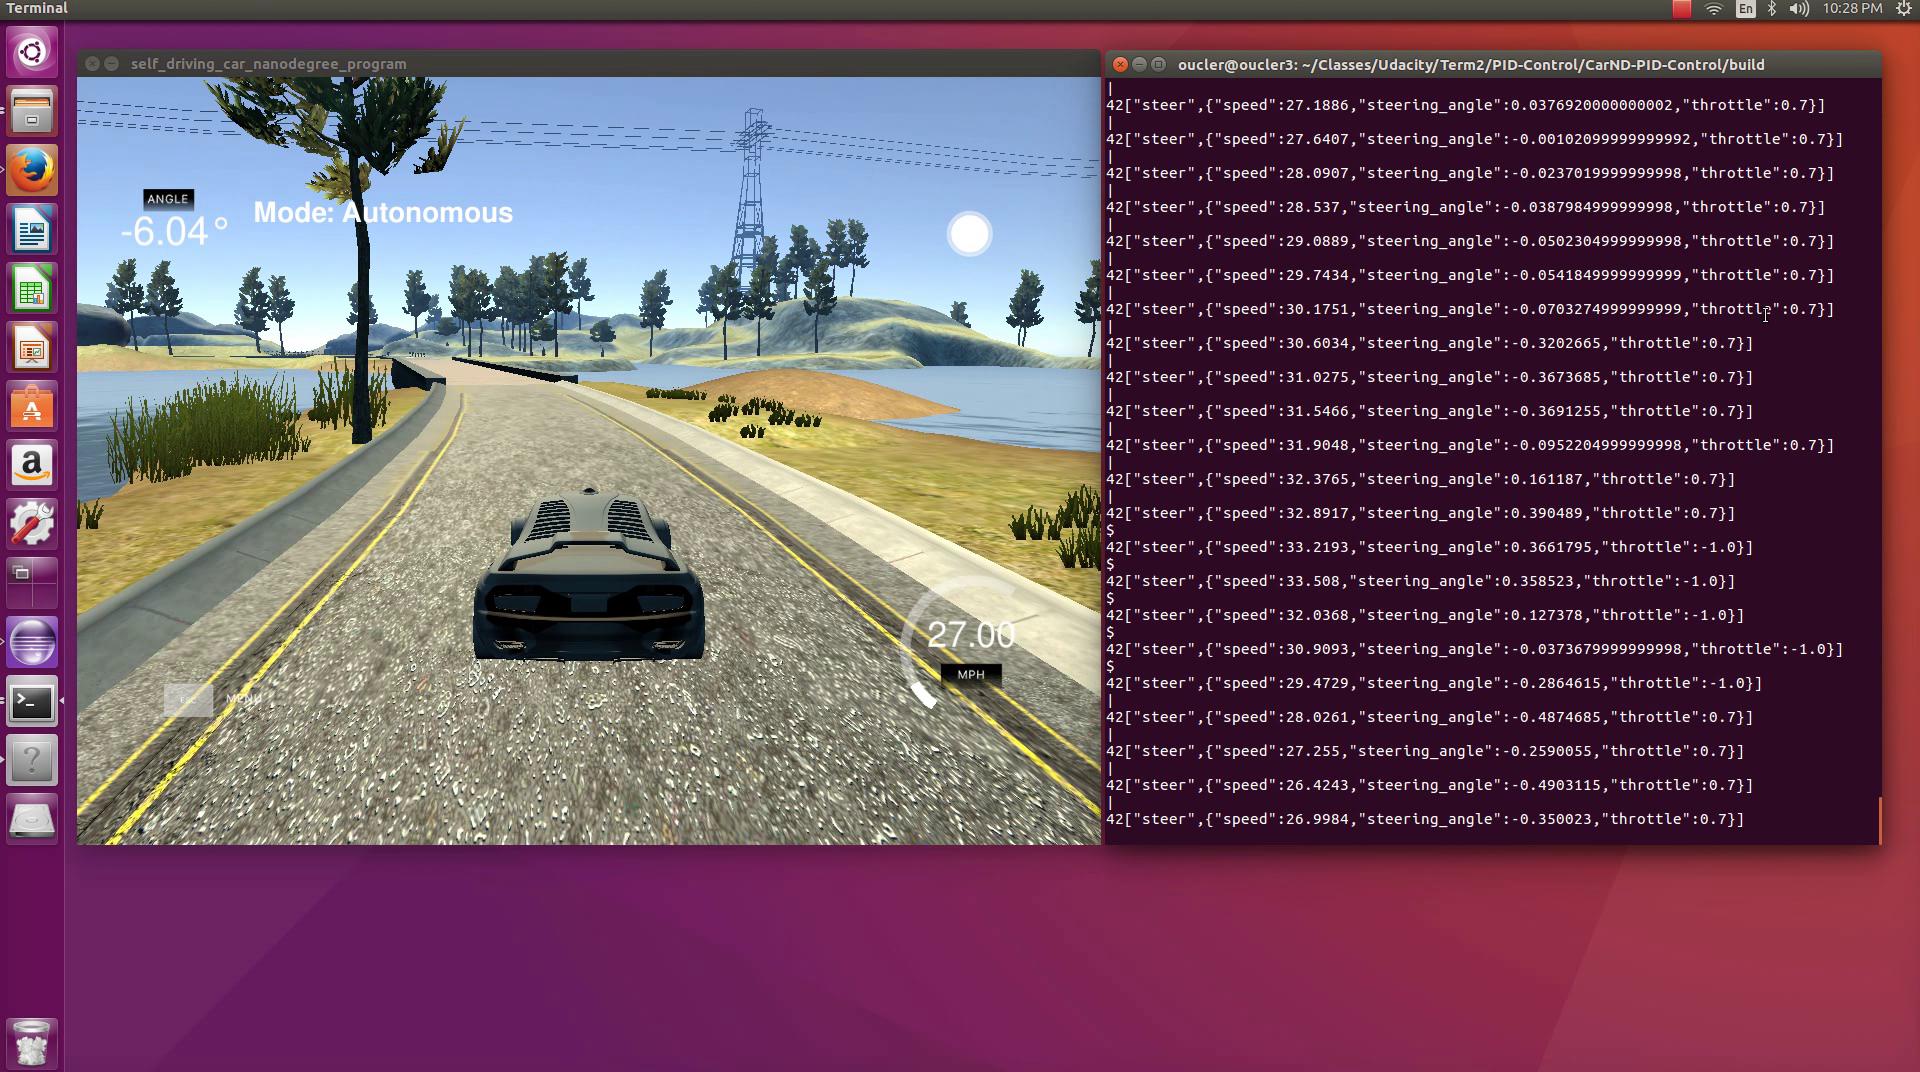 Terminal
En
10:28 PM
self_driving_car_nanodegree_program
ANGLE
-6.04°
Mode: Autonomous
27.00
MPH
ESC
MENU
oucler@oucler3: ~/Classes/Udacity/Term2/PID-Control/CarND-PID-Control/build
|
42["steer",{"speed":27.1886,"steering_angle":0.0376920000000002,"throttle":0.7}]
|
42["steer",{"speed":27.6407,"steering_angle":-0.00102099999999992,"throttle":0.7}]
|
42["steer",{"speed":28.0907,"steering_angle":-0.0237019999999998,"throttle":0.7}]
|
42["steer",{"speed":28.537,"steering_angle":-0.0387984999999998,"throttle":0.7}]
|
42["steer",{"speed":29.0889,"steering_angle":-0.0502304999999998,"throttle":0.7}]
|
42["steer",{"speed":29.7434,"steering_angle":-0.0541849999999999,"throttle":0.7}]
|
42["steer",{"speed":30.1751,"steering_angle":-0.0703274999999999,"throttle":0.7}]
|
42["steer",{"speed":30.6034,"steering_angle":-0.3202665,"throttle":0.7}]
|
42["steer",{"speed":31.0275,"steering_angle":-0.3673685,"throttle":0.7}]
|
42["steer",{"speed":31.5466,"steering_angle":-0.3691255,"throttle":0.7}]
|
42["steer",{"speed":31.9048,"steering_angle":-0.0952204999999998,"throttle":0.7}]
|
42["steer",{"speed":32.3765,"steering_angle":0.161187,"throttle":0.7}]
|
42["steer",{"speed":32.8917,"steering_angle":0.390489,"throttle":0.7}]
$
42["steer",{"speed":33.2193,"steering_angle":0.3661795,"throttle":-1.0}]
$
42["steer",{"speed":33.508,"steering_angle":0.358523,"throttle":-1.0}]
$
42["steer",{"speed":32.0368,"steering_angle":0.127378,"throttle":-1.0}]
$
42["steer",{"speed":30.9093,"steering_angle":-0.0373679999999998,"throttle":-1.0}]
$
42["steer",{"speed":29.4729,"steering_angle":-0.2864615,"throttle":-1.0}]
|
42["steer",{"speed":28.0261,"steering_angle":-0.4874685,"throttle":0.7}]
|
42["steer",{"speed":27.255,"steering_angle":-0.2590055,"throttle":0.7}]
|
42["steer",{"speed":26.4243,"steering_angle":-0.4903115,"throttle":0.7}]
|
42["steer",{"speed":26.9984,"steering_angle":-0.350023,"throttle":0.7}]